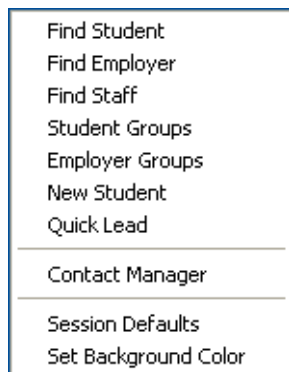 Find Student
Find Employer
Find Staff
Student Groups
Employer Groups
New Student
Quick Lead
Contact Manager
Session Defaults
Set Background Color